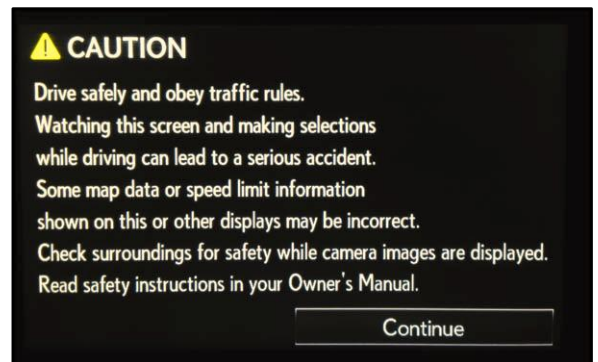 CAUTION
Drive safely and obey traffic rules.
Watching this screen and making selections
while driving can lead to a serious accident.
Some map data or speed limit information
shown on this or other displays may be incorrect.
Check surroundings for safety while camera images are displayed.
Read safety instructions in your Owner's Manual.
Continue